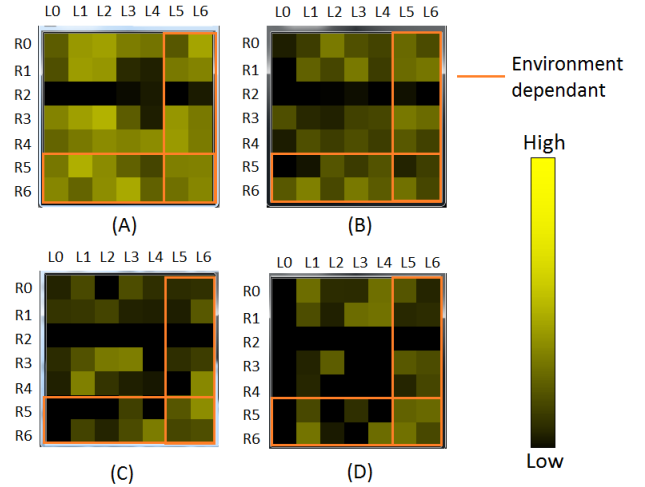 L0 L1 L2 L3 L4 L5 L6
R0
R1
R2
R3
R4
R5
R6
(A)
L0 L1 L2 L3 L4 L5 L6
R0
R1
R2
R3
R4
R5
R6
(B)
Environment
dependant
High
Low
L0 L1 L2 L3 L4 L5 L6
R0
R1
R2
R3
R4
R5
R6
(C)
L0 L1 L2 L3 L4 L5 L6
R0
R1
R2
R3
R4
R5
R6
(D)